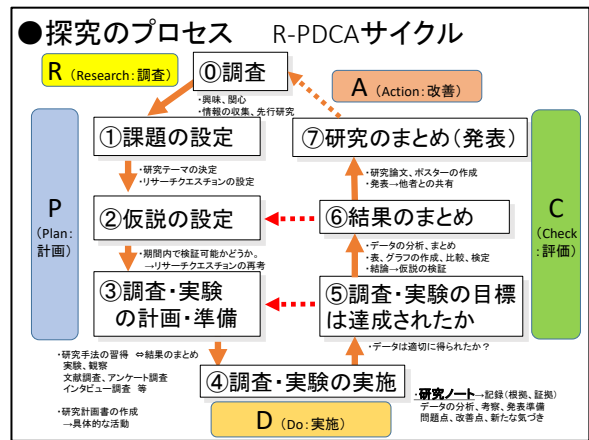 ●探究のプロセス　R-PDCAサイクル
R（Research：調査）
⓪調査
・興味、関心
・情報の収集、先行研究
A
（Action：改善）
①課題の設定
・研究テーマの決定
・リサーチクエスチョンの設定
⑦研究のまとめ（発表）
・研究論文、ポスターの作成
・発表→他者との共有
P
（Plan：
計画）
②仮説の設定
・期間内で検証可能かどうか。
→リサーチクエスチョンの再考
⑥結果のまとめ
・データの分析、まとめ
・表、グラフの作成、比較、検定
・結論→仮説の検証
C
（Check
：評価）
③調査・実験
の計画・準備
⑤調査・実験の目標
は達成されたか
・データは適切に得られたか？
・研究手法の習得　⇔結果のまとめ
実験、観察
文献調査、アンケート調査
インタビュー調査　等
・研究計画書の作成
→具体的な活動
④調査・実験の実施
D（Do：実施）
・研究ノート→記録（根拠、証拠）
データの分析、考察、発表準備
問題点、改善点、新たな気づき